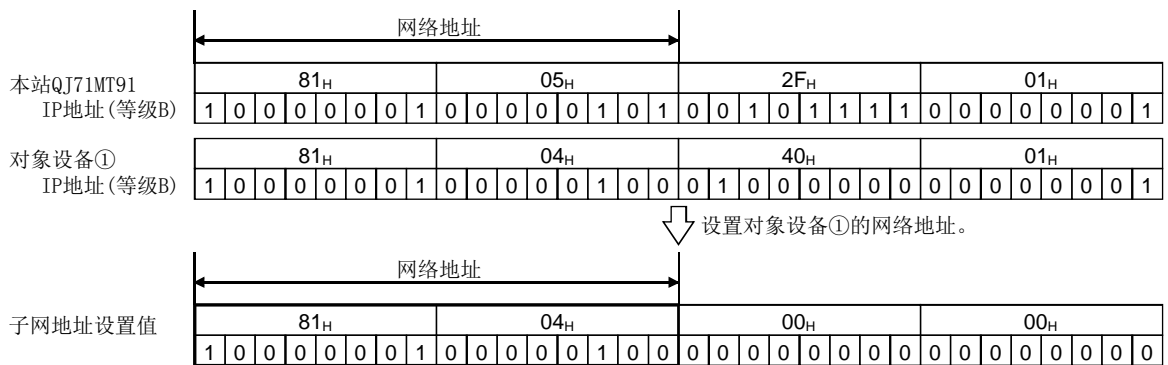 网络地址
本站QJ71MT91
IP地址(等级B)
81H 05H 2FH 01H
1 0 0 0 0 0 0 1 0 0 0 0 0 1 0 1 0 0 1 0 1 1 1 1 0 0 0 0 0 0 0 1
对象设备①
IP地址(等级B)
81H 04H 40H 01H
1 0 0 0 0 0 0 1 0 0 0 0 0 1 0 0 0 1 0 0 0 0 0 0 0 0 0 0 0 0 0 1
设置对象设备①的网络地址。
网络地址
子网地址设置值
81H 04H 00H 00H
1 0 0 0 0 0 0 1 0 0 0 0 0 1 0 0 0 0 0 0 0 0 0 0 0 0 0 0 0 0 0 0